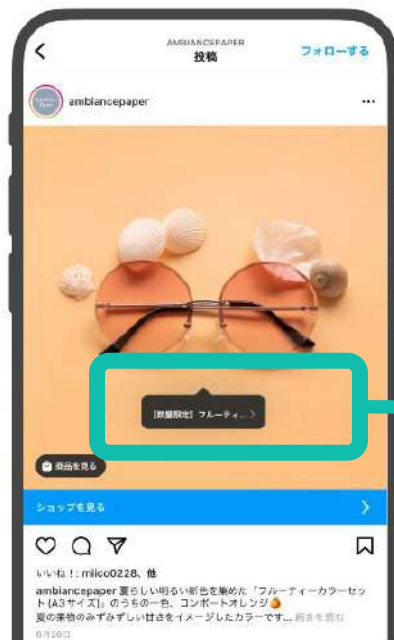 AMBIANCEPAPER
投稿
フォローする
ambiancepaper
[数量限定] フルーティ...
商品を見る
ショップを見る
いいね！: miico0228、他
ambiancepaper 夏らしい明るい新色を集めた「フルーティーカラーセッ
ト(A3サイズ)」のうちの一色、コンポートオレンジ🍊
夏の果物のみずみずしい甘さをイメージしたカラーです... 続きを読む